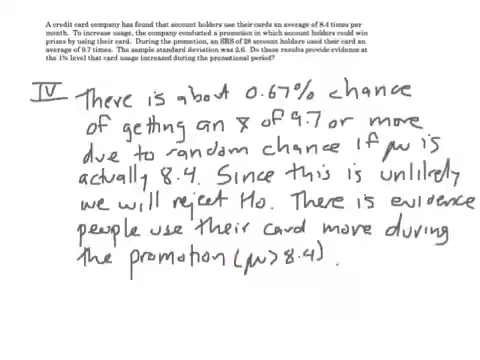 A credit card company has found that account holders use their cards an average of 8.4 times per
month. To increase usage, the company conducted a promotion in which account holders could win
prizes by using their card. During the promotion, an SRS of 28 account holders used their card an
average of 9.7 times. The sample standard deviation was 2.6. Do these results provide evidence at
the 1% level that card usage increased during the promotional period?
IV There is about 0.67% chance
of getting an x̄ of 9.7 or more
due to random chance if μ is
actually 8.4. Since this is unlikely
we will reject Ho. There is evidence
people use their card more during
the promotion (μ > 8.4).